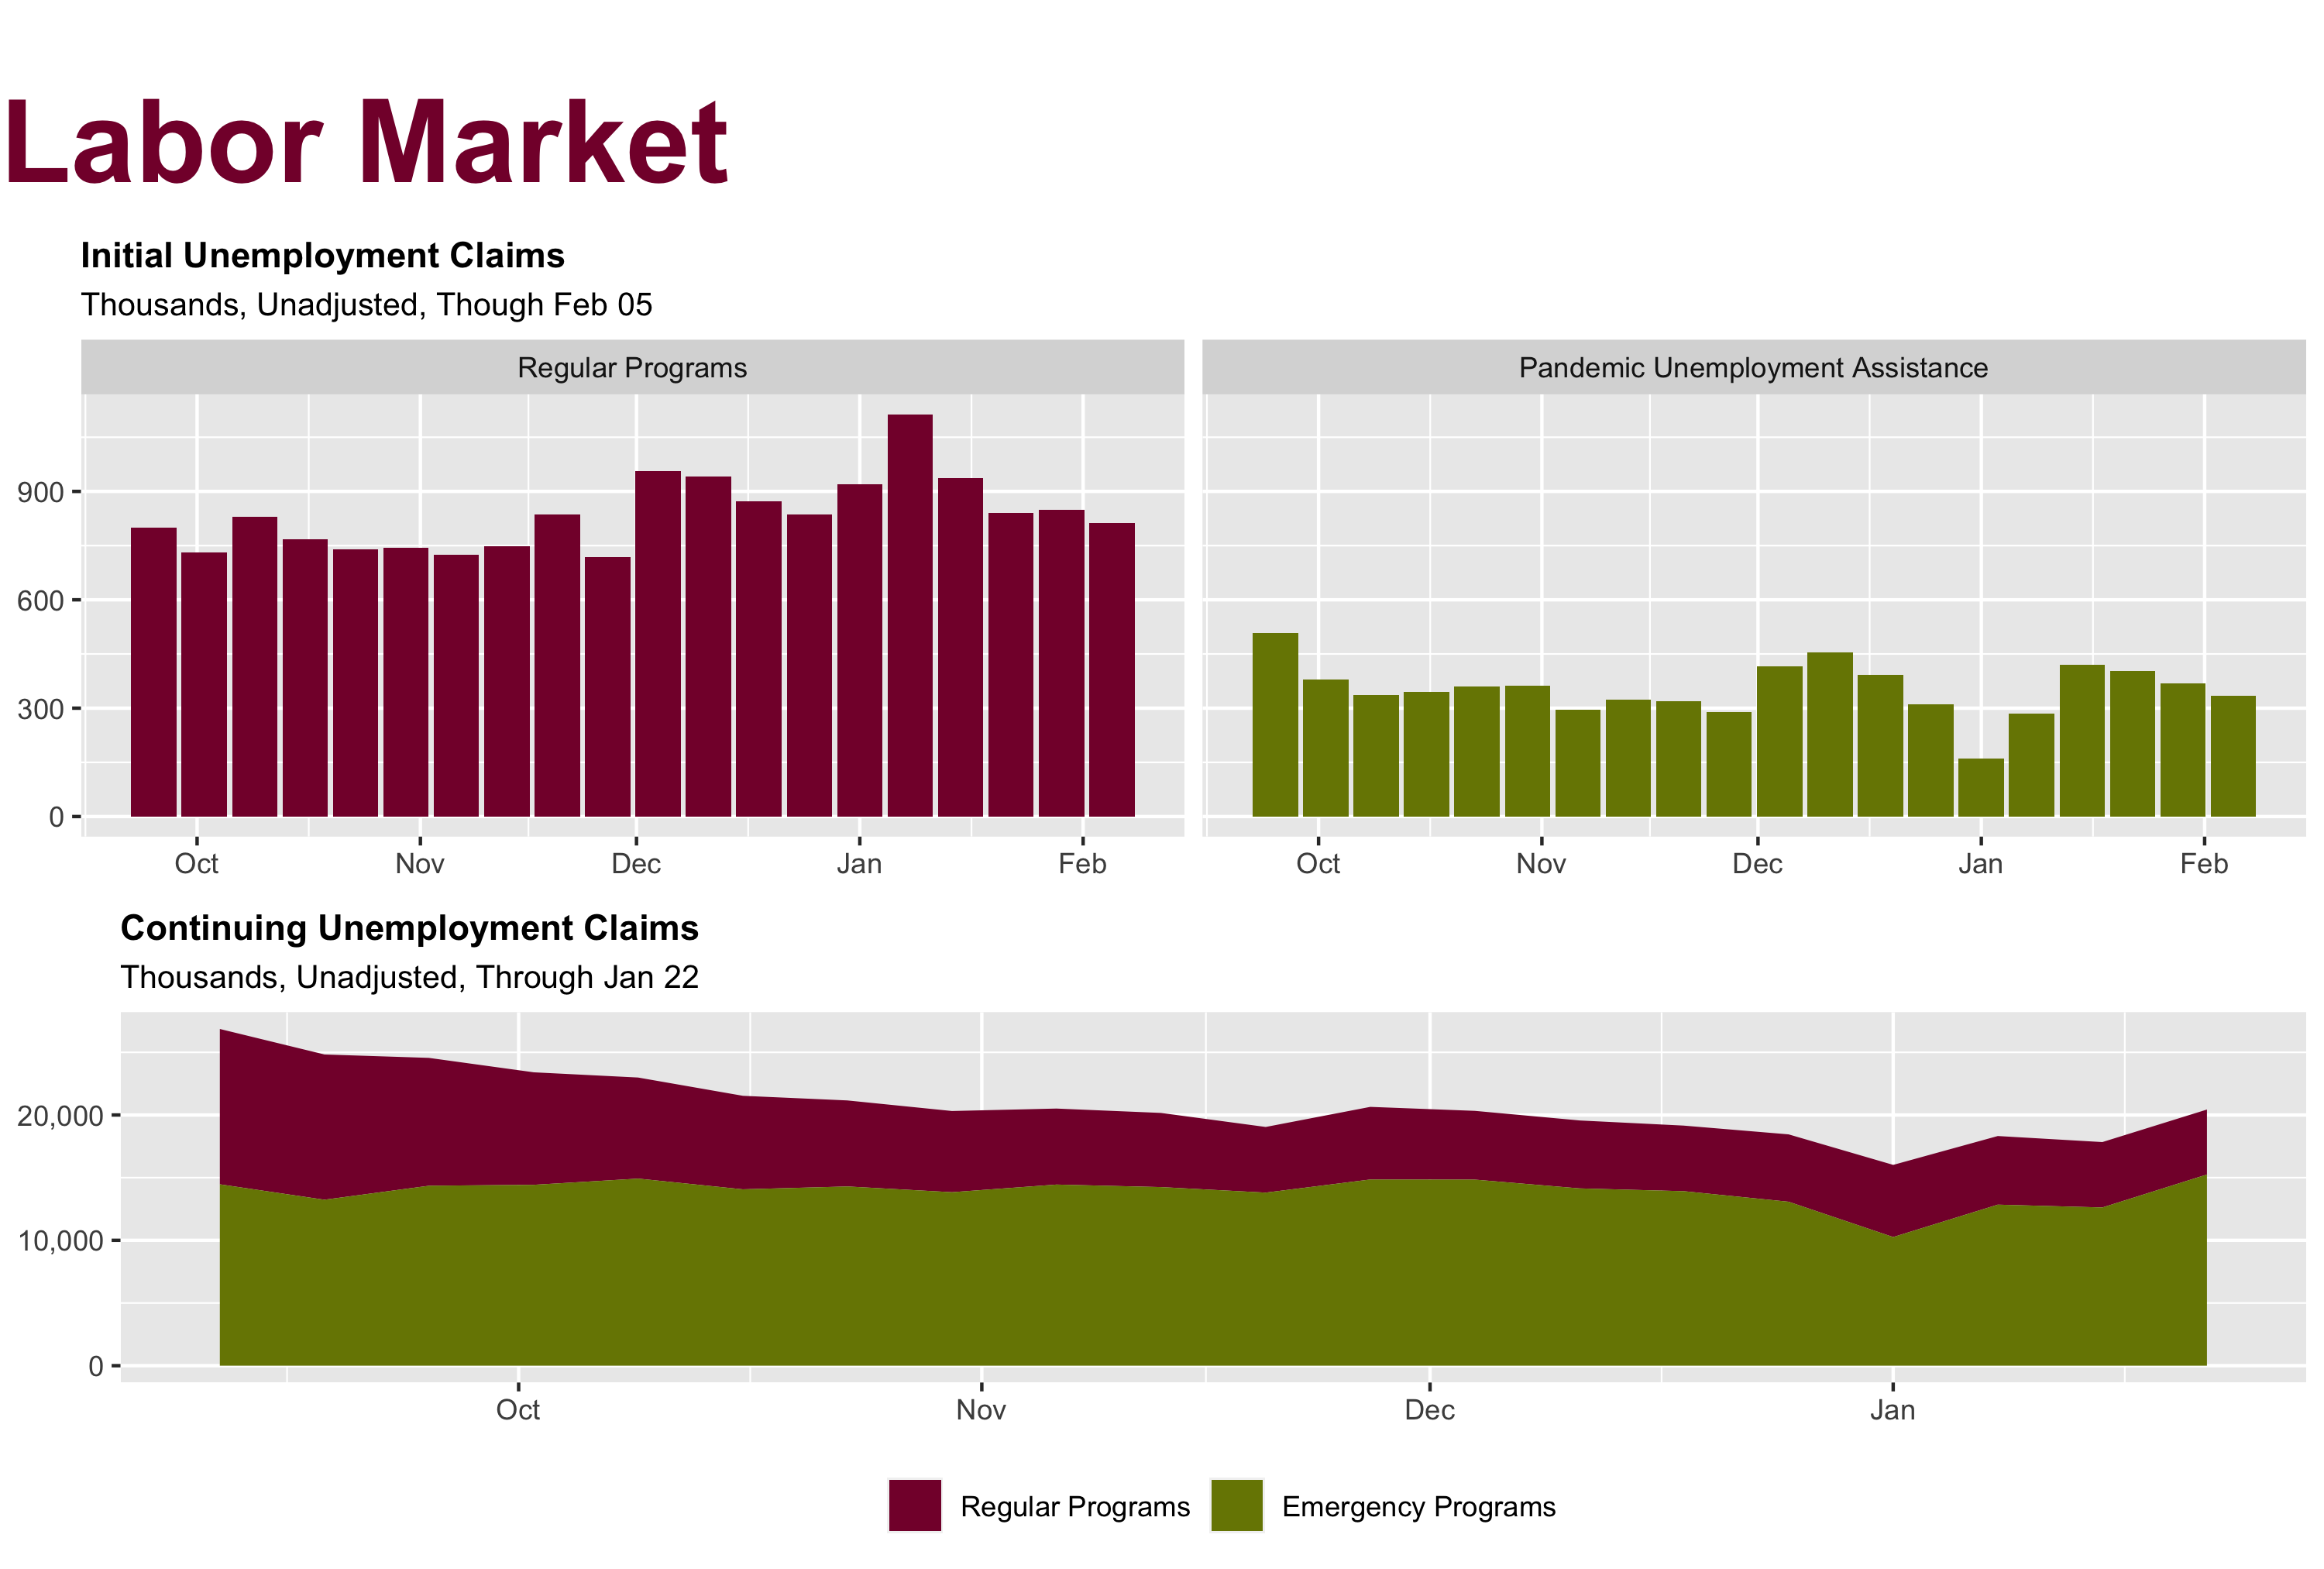 Labor Market
Initial Unemployment Claims
Thousands, Unadjusted, Though Feb 05
Regular Programs
Pandemic Unemployment Assistance
900
600
300
0
Oct Nov Dec Jan Feb
Oct Nov Dec Jan Feb
Continuing Unemployment Claims
Thousands, Unadjusted, Through Jan 22
20,000
10,000
0
Oct Nov Dec Jan
Regular Programs Emergency Programs